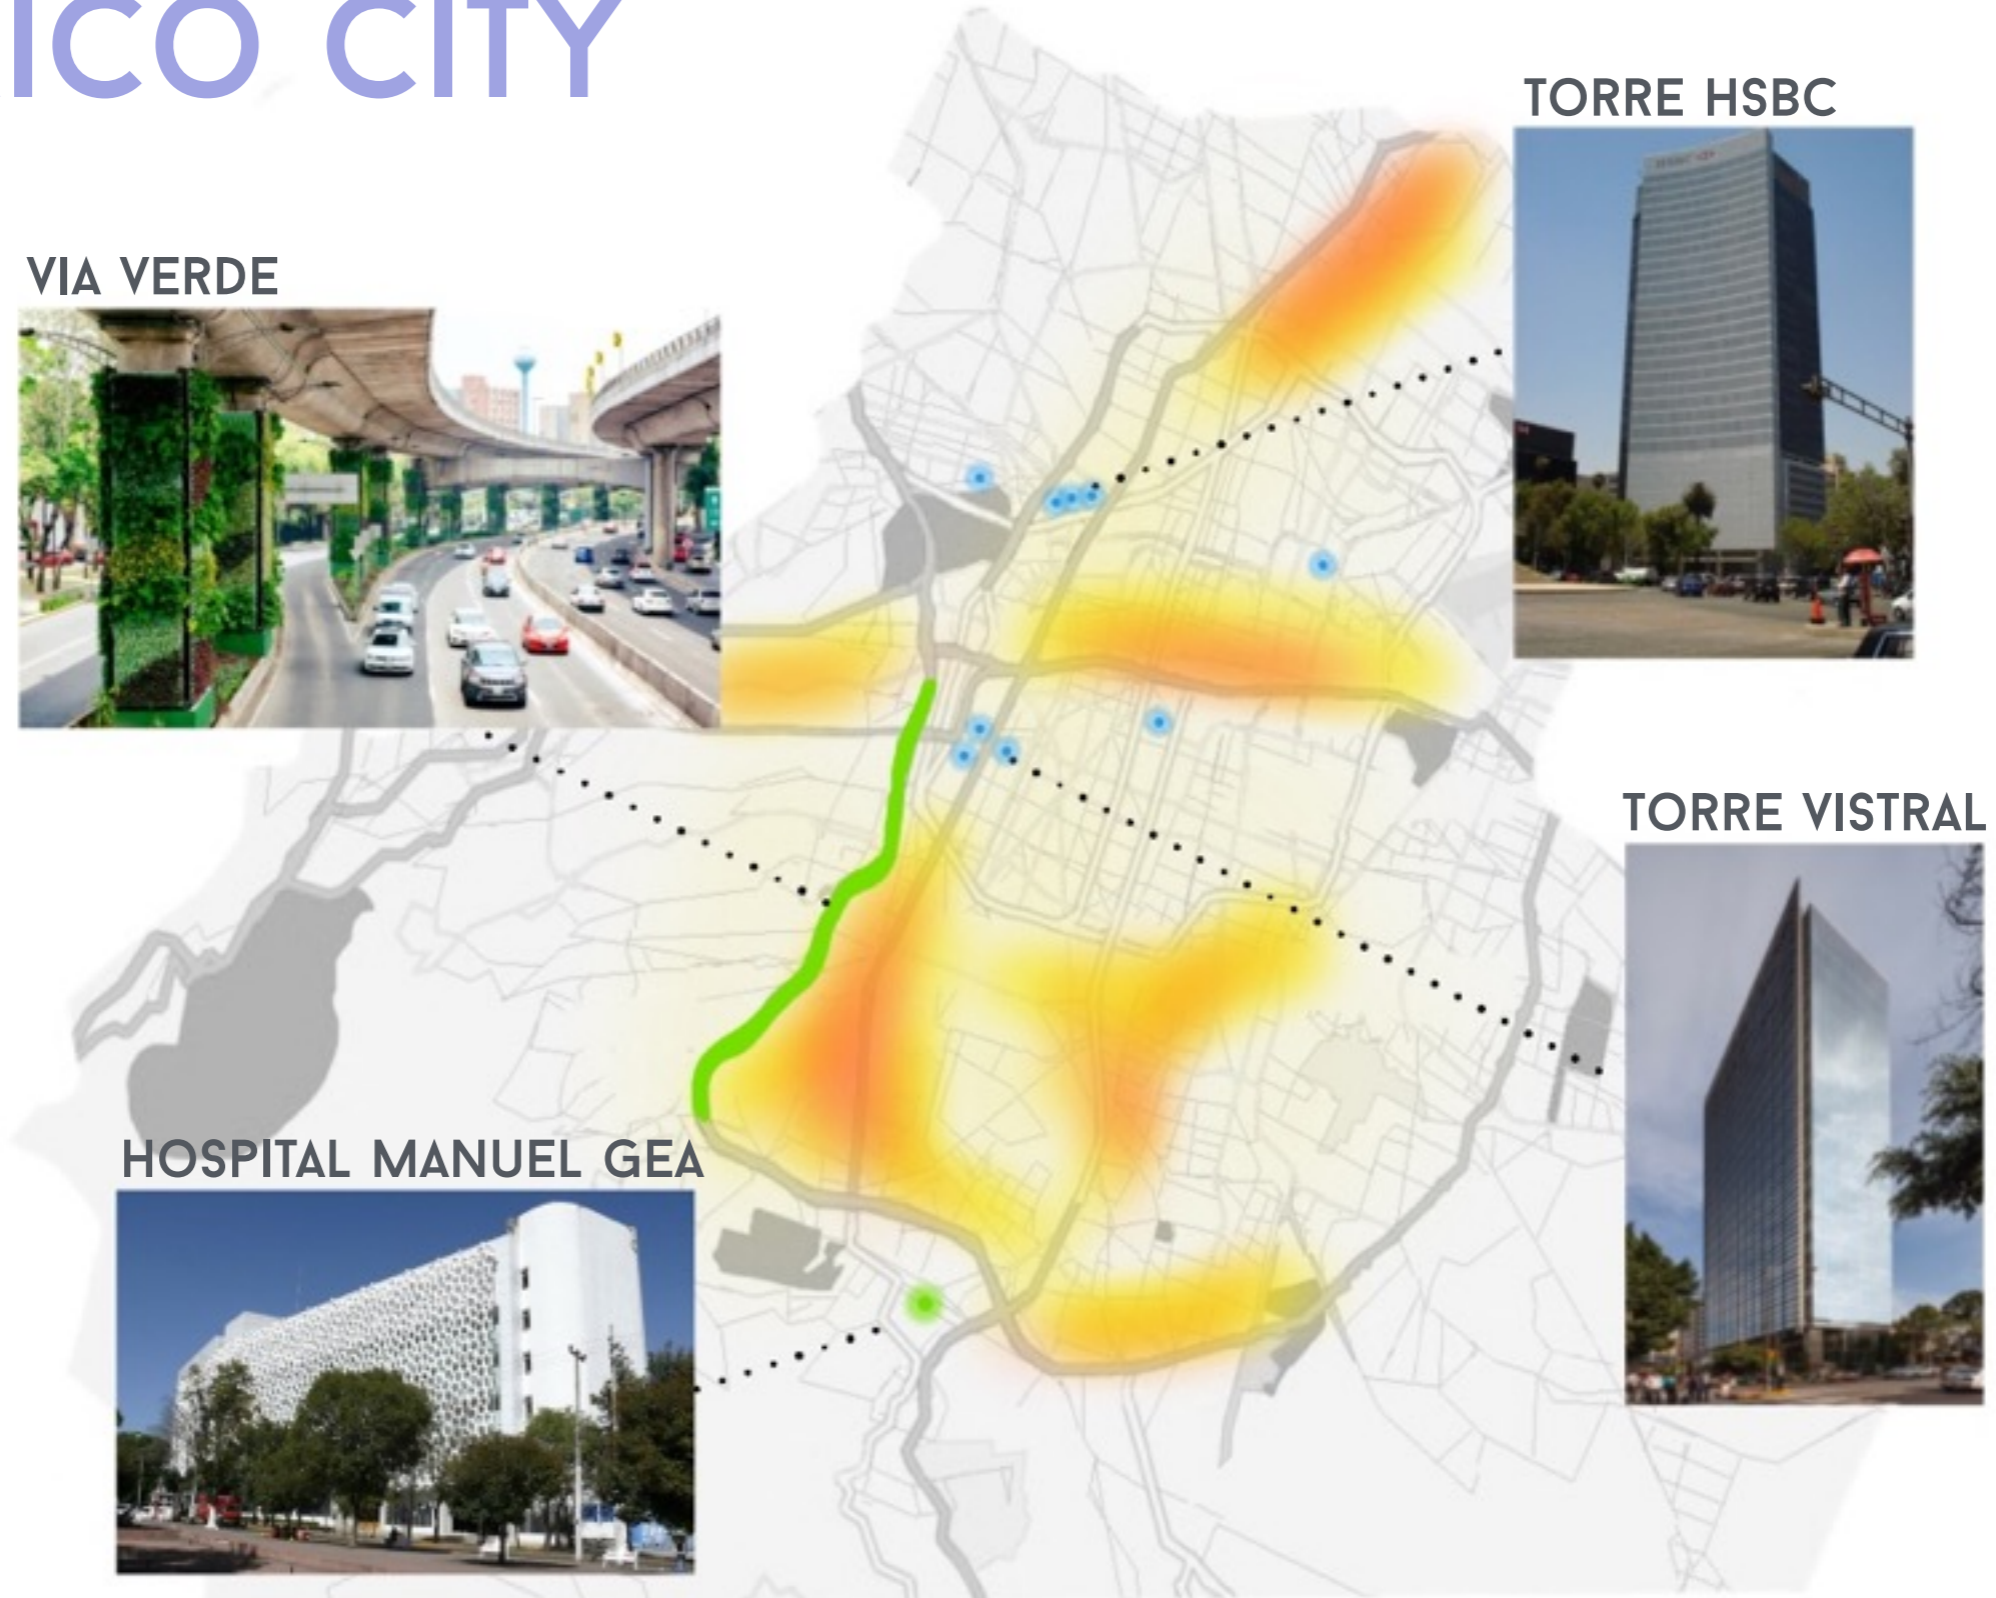 ICO CITY
TORRE HSBC
VIA VERDE
TORRE VISTRAL
HOSPITAL MANUEL GEA